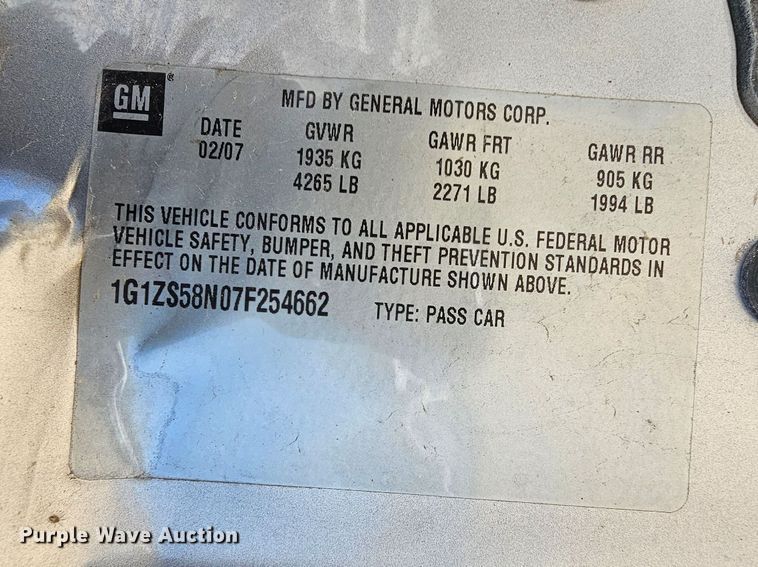 GM ®
MFD BY GENERAL MOTORS CORP.
DATE GVWR GAWR FRT GAWR RR
02/07 1935 KG 1030 KG 905 KG
4265 LB 2271 LB 1994 LB
THIS VEHICLE CONFORMS TO ALL APPLICABLE U.S. FEDERAL MOTOR
VEHICLE SAFETY, BUMPER, AND THEFT PREVENTION STANDARDS IN
EFFECT ON THE DATE OF MANUFACTURE SHOWN ABOVE.
1G1ZS58N07F254662 TYPE: PASS CAR
Purple Wave Auction